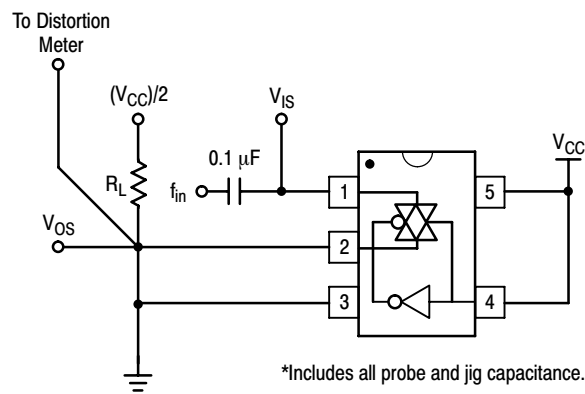 To Distortion
Meter
(VCC)/2
VIS
VCC
0.1 μF
RL
fin
1
5
VOS
2
3
4
*Includes all probe and jig capacitance.